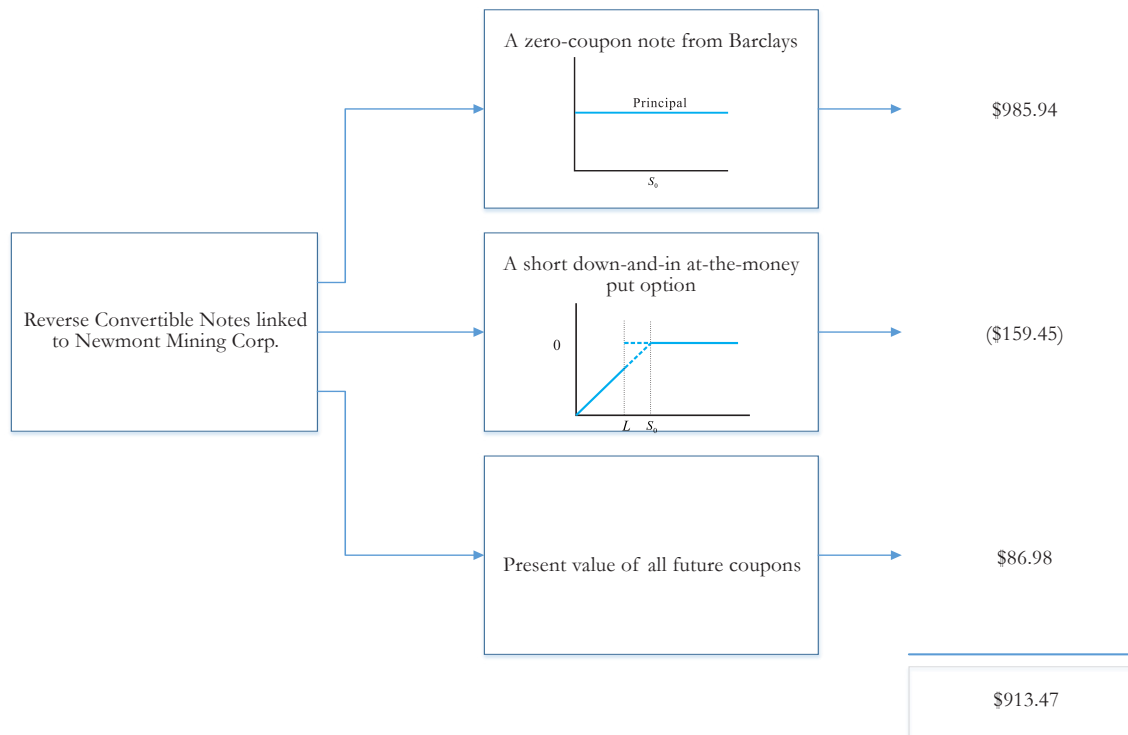 A zero-coupon note from Barclays
Principal
S₀
$985.94
Reverse Convertible Notes linked
to Newmont Mining Corp.
A short down-and-in at-the-money
put option
0
L S₀
($159.45)
Present value of all future coupons
$86.98
$913.47